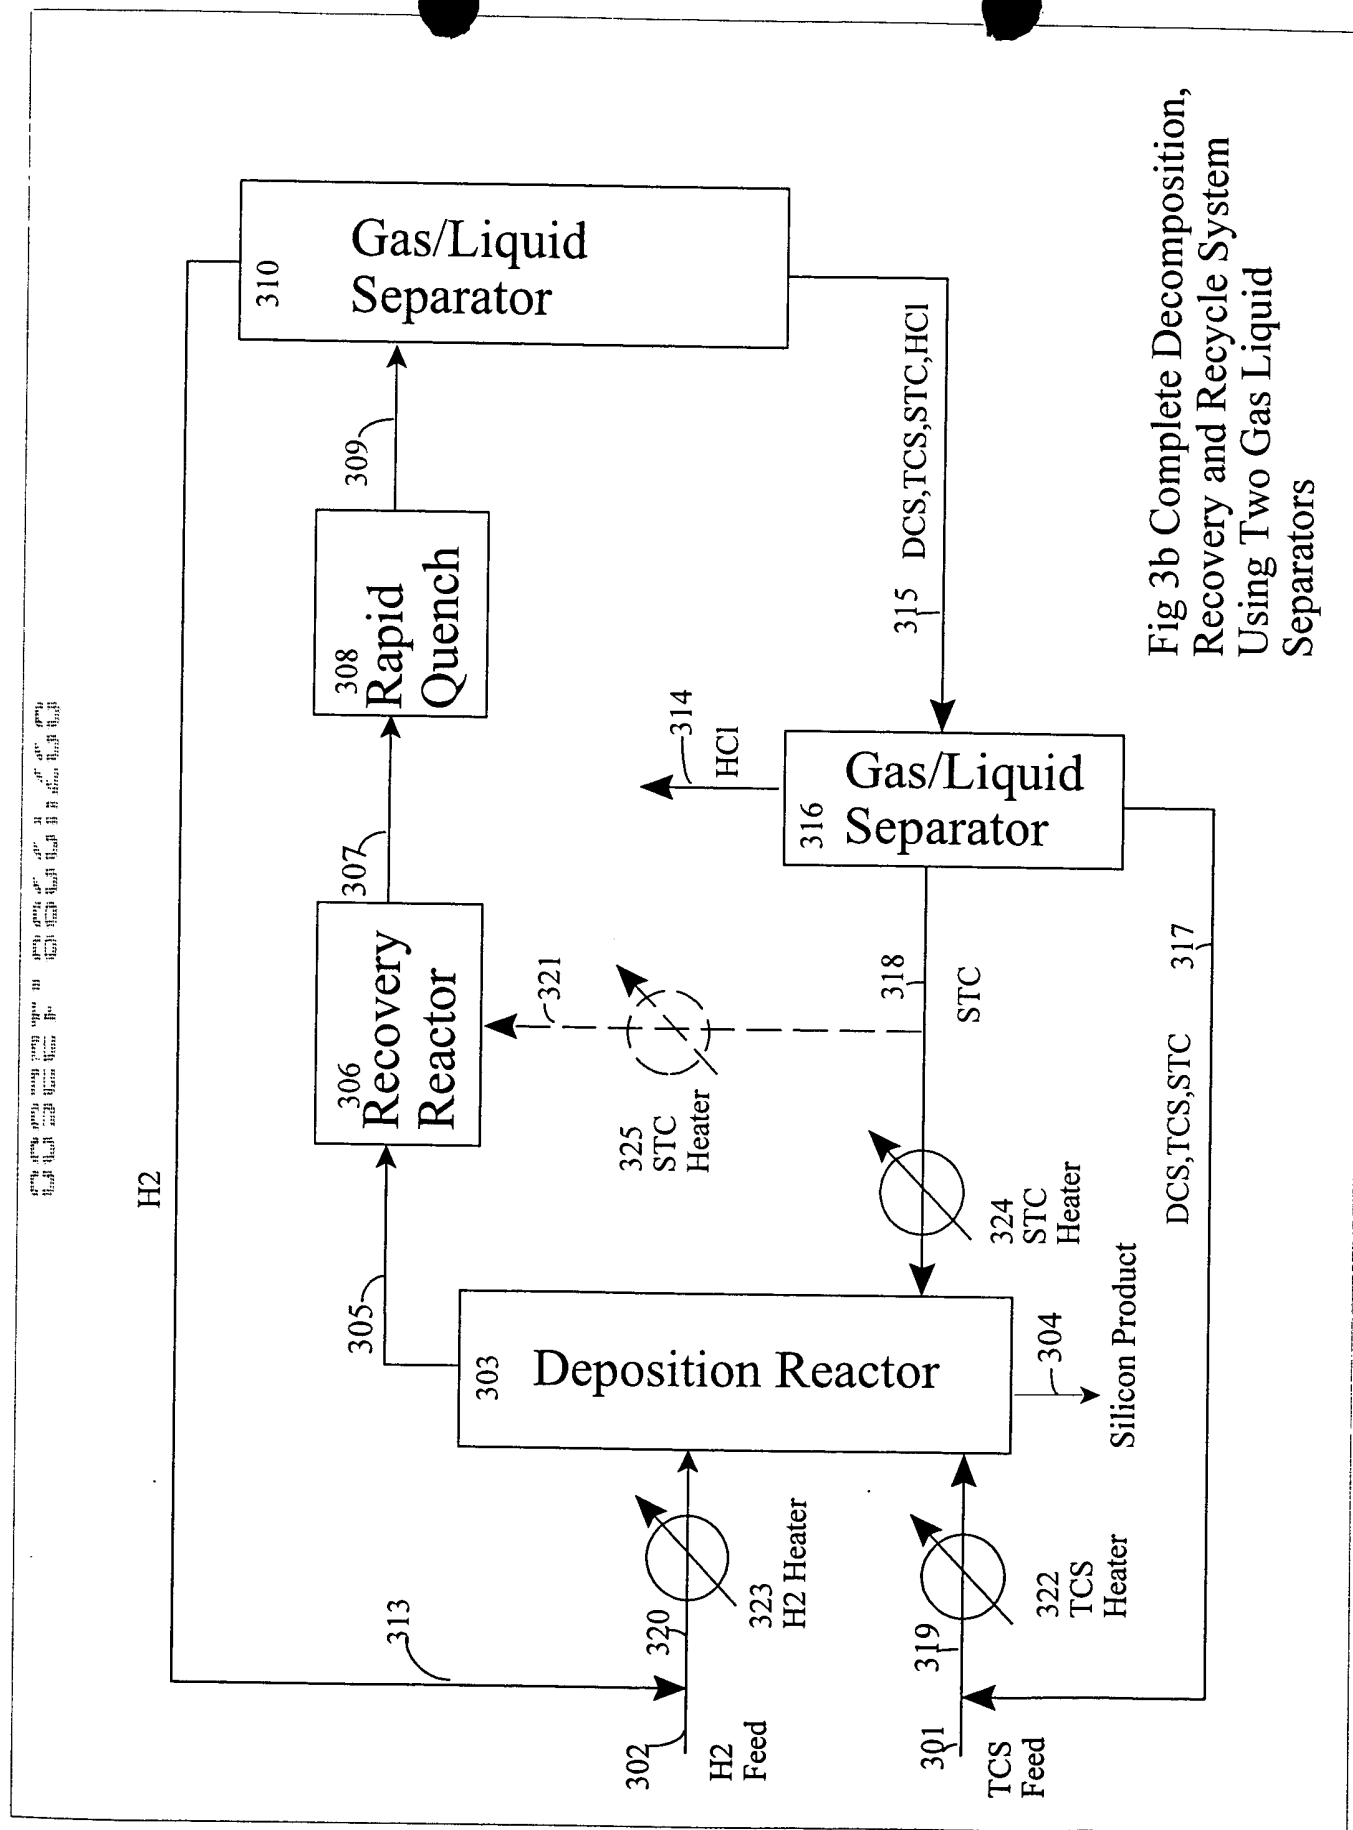 H2
310
Gas/Liquid
Separator
309
308
Rapid
Quench
307
306
Recovery
Reactor
305
313
303
Deposition Reactor
302
H2
Feed
320
323
H2 Heater
301
TCS
Feed
319
322
TCS
Heater
304
Silicon Product
324
STC
Heater
325
STC
Heater
321
318
STC
314
HCl
316
Gas/Liquid
Separator
315
DCS,TCS,STC,HCl
317
DCS,TCS,STC
Fig 3b Complete Decomposition,
Recovery and Recycle System
Using Two Gas Liquid
Separators